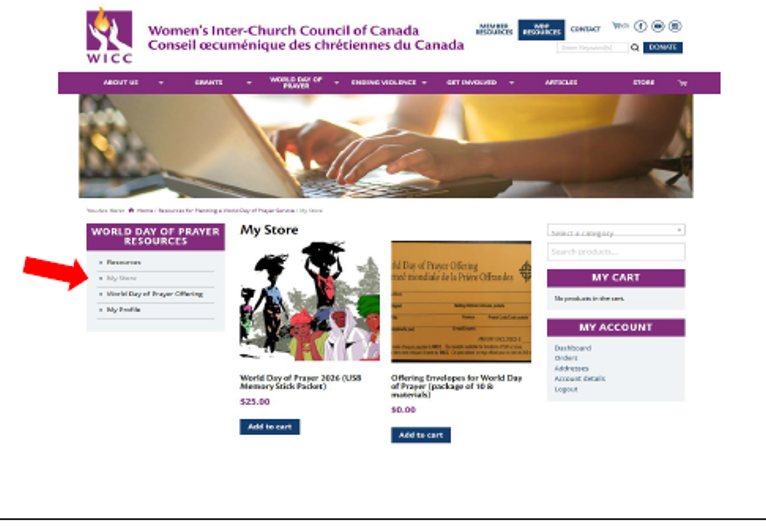 WICC
Women's Inter-Church Council of Canada
Conseil œcuménique des chrétiennes du Canada
MEMBER RESOURCES
WDP RESOURCES
CONTACT
DONATE
ABOUT US
GRANTS
WORLD DAY OF PRAYER
ENDING VIOLENCE
GET INVOLVED
ARTICLES
STORE
You Are Here: Home / Resources for Planning a World Day of Prayer Service / My Store
WORLD DAY OF PRAYER
RESOURCES
Resources
My Store
World Day of Prayer Offering
My Profile
My Store
ld Day of Prayer Offering
née mondiale de la Prière Offrandes
World Day of Prayer 2026 (USB
Memory Stick Packet)
$25.00
Add to cart
Offering Envelopes for World Day
of Prayer (package of 10 &
materials)
$0.00
Add to cart
Select a category
Search products...
MY CART
No products in the cart.
MY ACCOUNT
Dashboard
Orders
Addresses
Account details
Logout